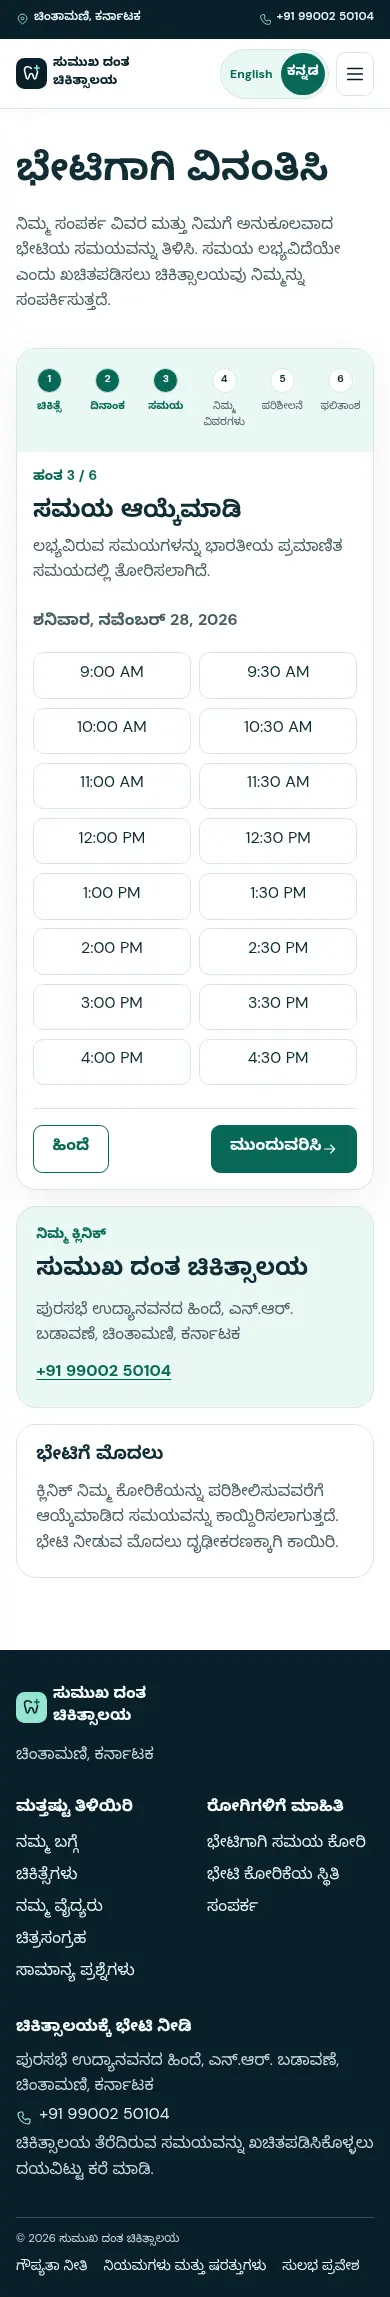 ಚಿಂತಾಮಣಿ, ಕರ್ನಾಟಕ
+91 99002 50104
ಸುಮುಖ ದಂತ
ಚಿಕಿತ್ಸಾಲಯ
English
ಕನ್ನಡ
ಭೇಟಿಗಾಗಿ ವಿನಂತಿಸಿ
ನಿಮ್ಮ ಸಂಪರ್ಕ ವಿವರ ಮತ್ತು ನಿಮಗೆ ಅನುಕೂಲವಾದ
ಭೇಟಿಯ ಸಮಯವನ್ನು ತಿಳಿಸಿ. ಸಮಯ ಲಭ್ಯವಿದೆಯೇ
ಎಂದು ಖಚಿತಪಡಿಸಲು ಚಿಕಿತ್ಸಾಲಯವು ನಿಮ್ಮನ್ನು
ಸಂಪರ್ಕಿಸುತ್ತದೆ.
1 2 3 4 5 6
ಚಿಕಿತ್ಸೆ ದಿನಾಂಕ ಸಮಯ ನಿಮ್ಮ ವಿವರಗಳು ಪರಿಶೀಲನೆ ಫಲಿತಾಂಶ
ಹಂತ 3 / 6
ಸಮಯ ಆಯ್ಕೆಮಾಡಿ
ಲಭ್ಯವಿರುವ ಸಮಯಗಳನ್ನು ಭಾರತೀಯ ಪ್ರಮಾಣಿತ
ಸಮಯದಲ್ಲಿ ತೋರಿಸಲಾಗಿದೆ.
ಶನಿವಾರ, ನವೆಂಬರ್ 28, 2026
9:00 AM 9:30 AM
10:00 AM 10:30 AM
11:00 AM 11:30 AM
12:00 PM 12:30 PM
1:00 PM 1:30 PM
2:00 PM 2:30 PM
3:00 PM 3:30 PM
4:00 PM 4:30 PM
ಹಿಂದೆ ಮುಂದುವರಿಸಿ→
ನಿಮ್ಮ ಕ್ಲಿನಿಕ್
ಸುಮುಖ ದಂತ ಚಿಕಿತ್ಸಾಲಯ
ಪುರಸಭೆ ಉದ್ಯಾನವನದ ಹಿಂದೆ, ಎನ್.ಆರ್.
ಬಡಾವಣೆ, ಚಿಂತಾಮಣಿ, ಕರ್ನಾಟಕ
+91 99002 50104
ಭೇಟಿಗೆ ಮೊದಲು
ಕ್ಲಿನಿಕ್ ನಿಮ್ಮ ಕೋರಿಕೆಯನ್ನು ಪರಿಶೀಲಿಸುವವರೆಗೆ
ಆಯ್ಕೆಮಾಡಿದ ಸಮಯವನ್ನು ಕಾಯ್ದಿರಿಸಲಾಗುತ್ತದೆ.
ಭೇಟಿ ನೀಡುವ ಮೊದಲು ದೃಢೀಕರಣಕ್ಕಾಗಿ ಕಾಯಿರಿ.
ಸುಮುಖ ದಂತ
ಚಿಕಿತ್ಸಾಲಯ
ಚಿಂತಾಮಣಿ, ಕರ್ನಾಟಕ
ಮತ್ತಷ್ಟು ತಿಳಿಯಿರಿ
ನಮ್ಮ ಬಗ್ಗೆ
ಚಿಕಿತ್ಸೆಗಳು
ನಮ್ಮ ವೈದ್ಯರು
ಚಿತ್ರಸಂಗ್ರಹ
ಸಾಮಾನ್ಯ ಪ್ರಶ್ನೆಗಳು
ರೋಗಿಗಳಿಗೆ ಮಾಹಿತಿ
ಭೇಟಿಗಾಗಿ ಸಮಯ ಕೋರಿ
ಭೇಟಿ ಕೋರಿಕೆಯ ಸ್ಥಿತಿ
ಸಂಪರ್ಕ
ಚಿಕಿತ್ಸಾಲಯಕ್ಕೆ ಭೇಟಿ ನೀಡಿ
ಪುರಸಭೆ ಉದ್ಯಾನವನದ ಹಿಂದೆ, ಎನ್.ಆರ್. ಬಡಾವಣೆ,
ಚಿಂತಾಮಣಿ, ಕರ್ನಾಟಕ
+91 99002 50104
ಚಿಕಿತ್ಸಾಲಯ ತೆರೆದಿರುವ ಸಮಯವನ್ನು ಖಚಿತಪಡಿಸಿಕೊಳ್ಳಲು
ದಯವಿಟ್ಟು ಕರೆ ಮಾಡಿ.
© 2026 ಸುಮುಖ ದಂತ ಚಿಕಿತ್ಸಾಲಯ
ಗೌಪ್ಯತಾ ನೀತಿ ನಿಯಮಗಳು ಮತ್ತು ಷರತ್ತುಗಳು ಸುಲಭ ಪ್ರವೇಶ